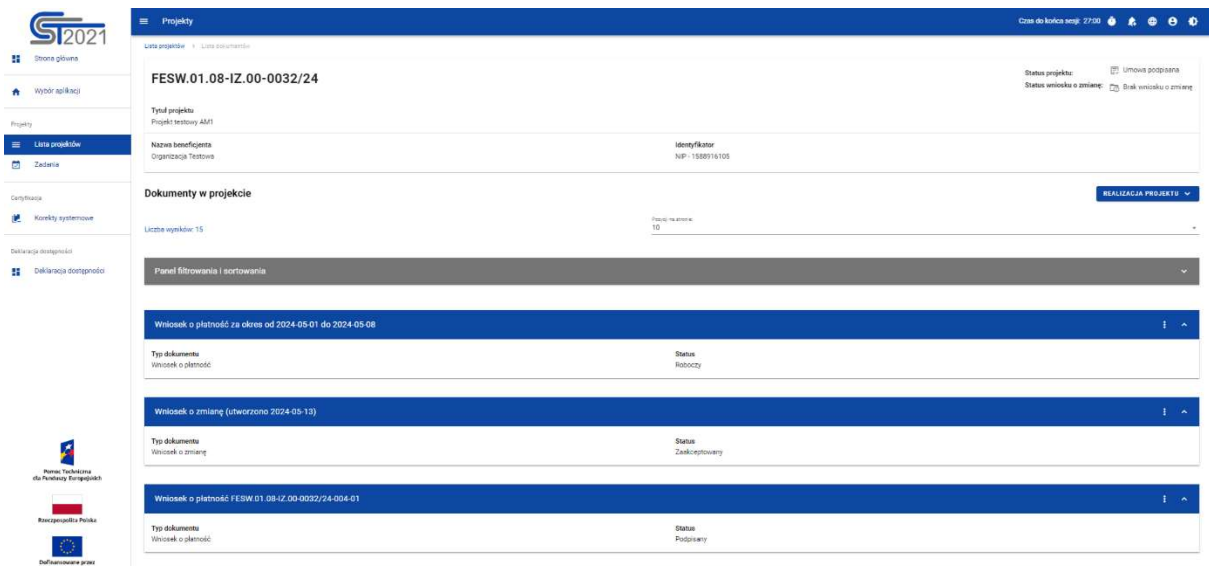 CST2021
Strona główna
Wybór aplikacji
Projekty
Lista projektów
Zadania
Certyfikacja
Korekty systemowe
Deklaracja dostępności
Deklaracja dostępności
Pomoc Techniczna
dla Funduszy Europejskich
Rzeczpospolita Polska
Dofinansowane przez
Projekty
Czas do końca sesji: 27:00
Lista projektów
Lista dokumentów
FESW.01.08-IZ.00-0032/24
Status projektu: Umowa podpisana
Status wniosku o zmianę: Brak wniosku o zmianę
Tytuł projektu
Projekt testowy AM1
Nazwa beneficjenta
Organizacja Testowa
Identyfikator
NIP - 1588916105
Dokumenty w projekcie
REALIZACJA PROJEKTU
Liczba wyników: 15
Pozycji na stronie:
10
Panel filtrowania i sortowania
Wniosek o płatność za okres od 2024-05-01 do 2024-05-08
Typ dokumentu
Wniosek o płatność
Status
Roboczy
Wniosek o zmianę (utworzono 2024-05-13)
Typ dokumentu
Wniosek o zmianę
Status
Zaakceptowany
Wniosek o płatność FESW.01.08-IZ.00-0032/24-004-01
Typ dokumentu
Wniosek o płatność
Status
Podpisany